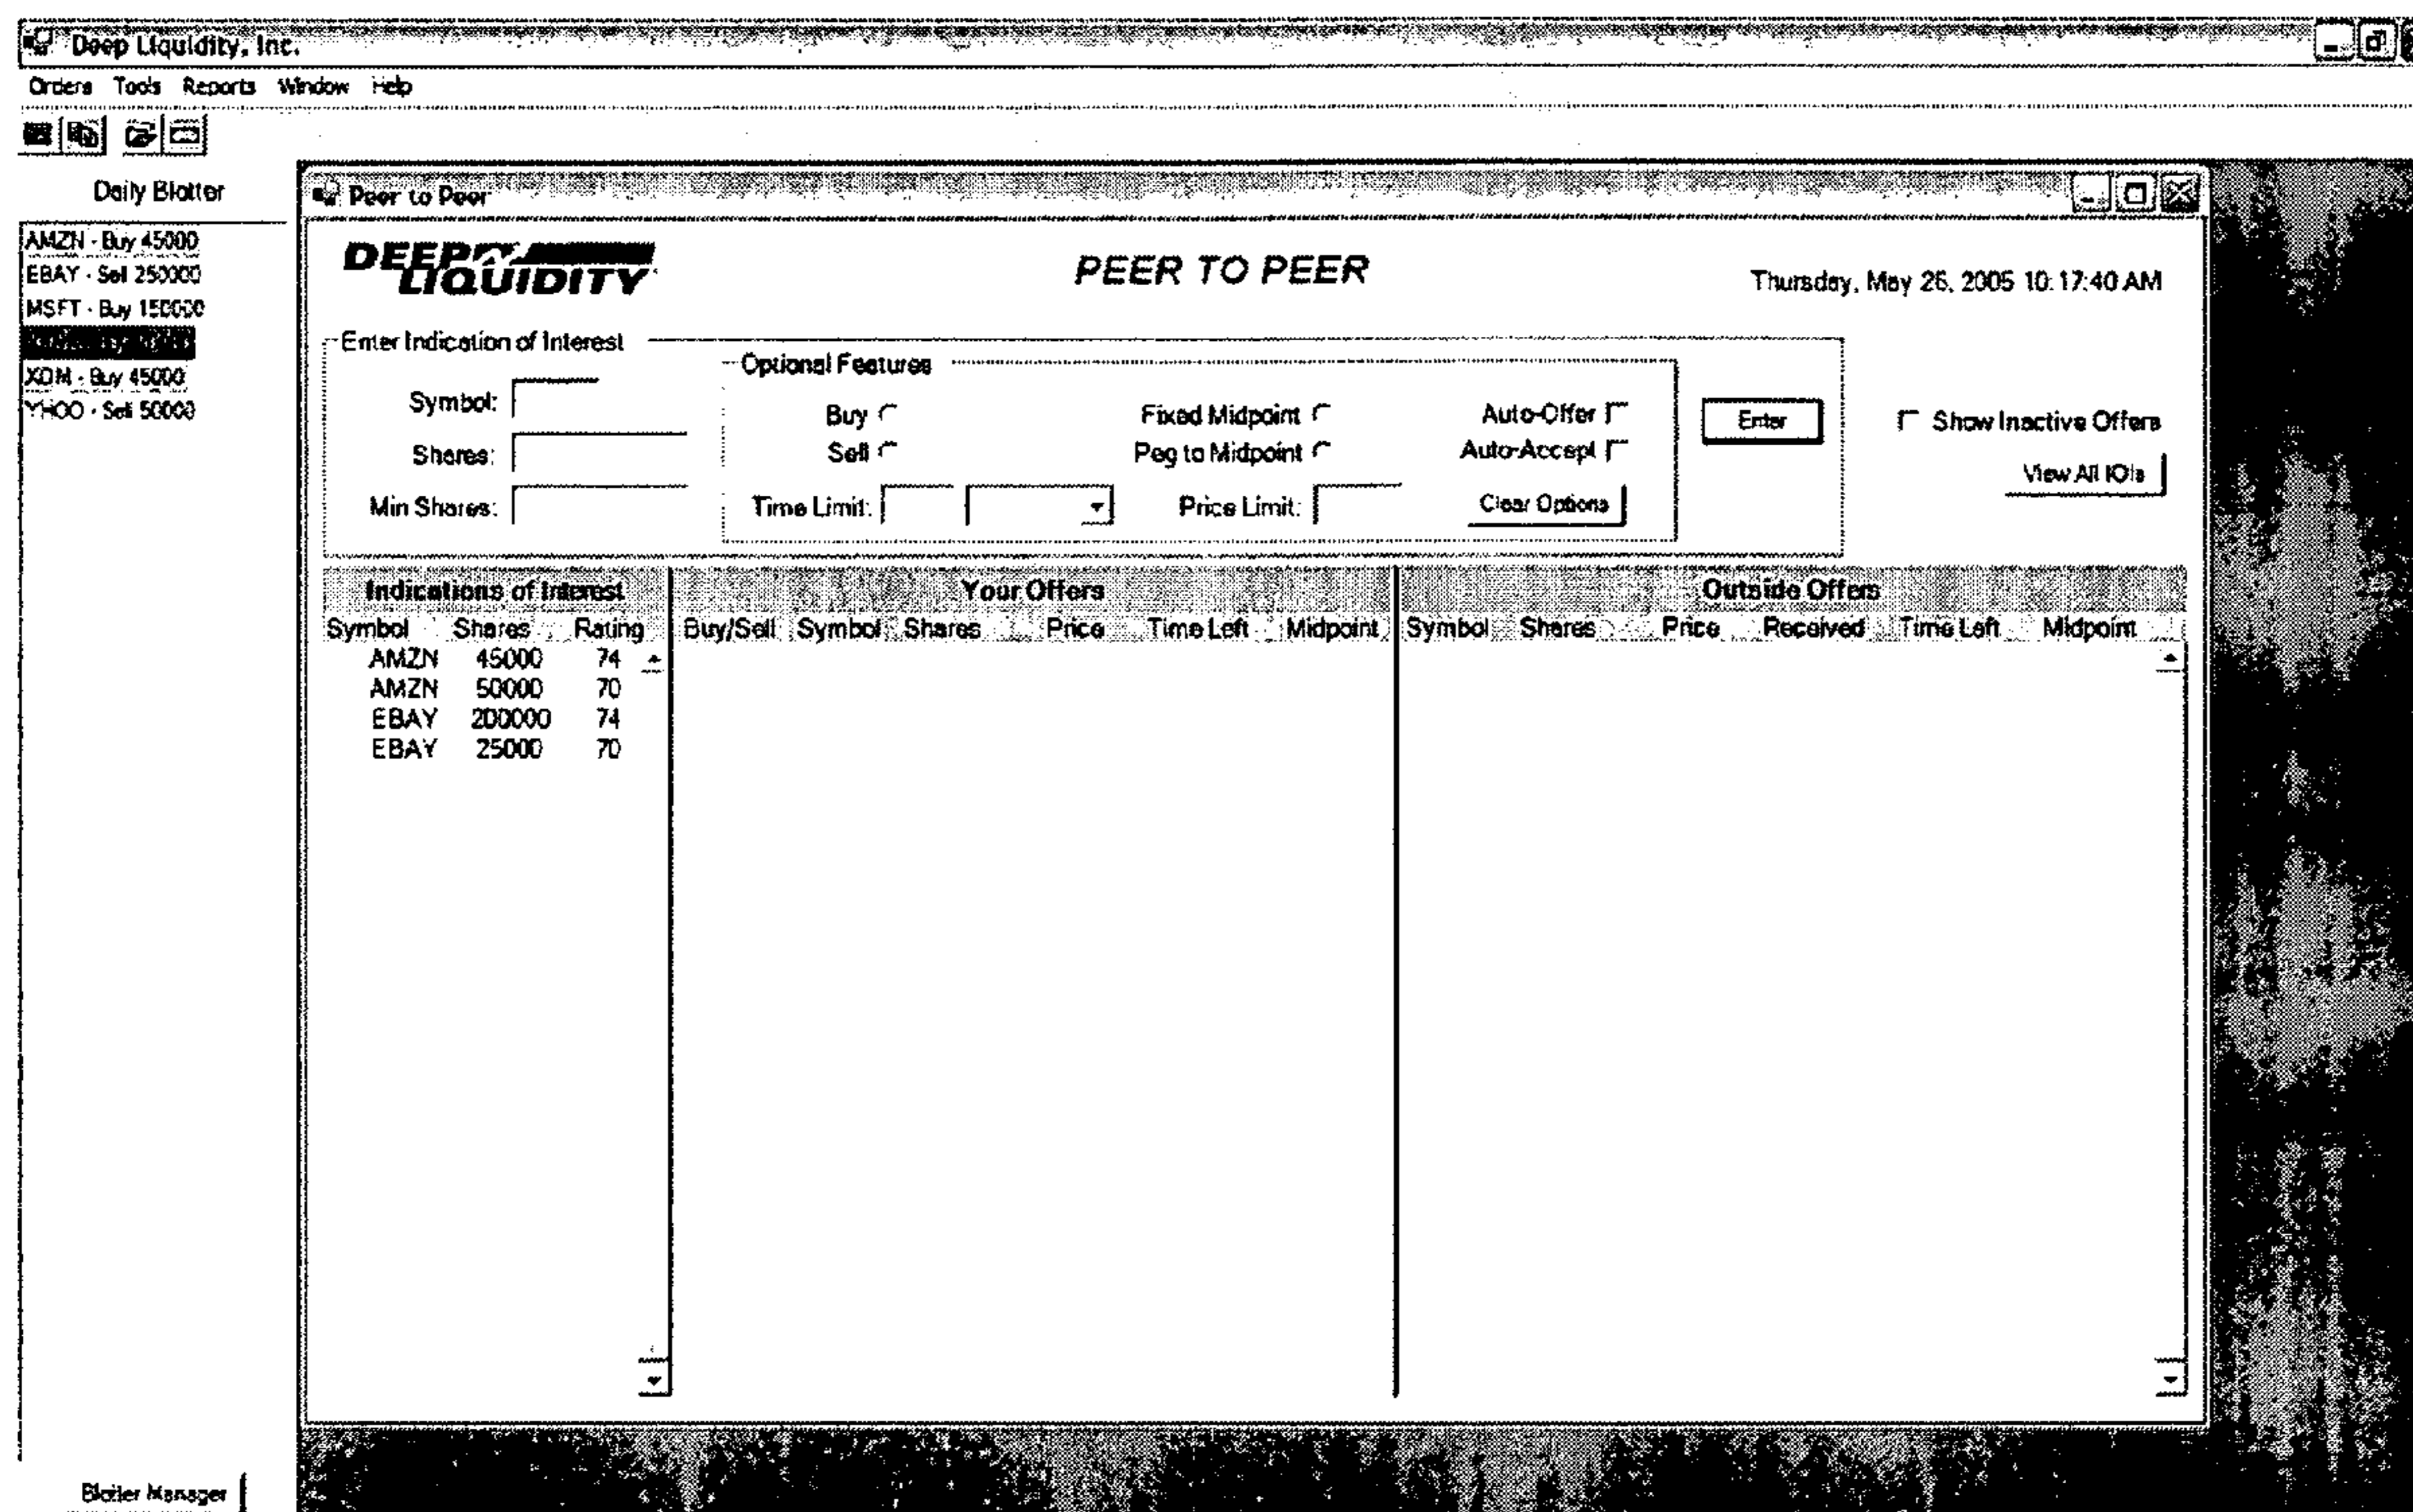 Deep Liquidity, Inc.
Orders Tools Reports Window Help
Daily Blotter
AMZN - Buy 45000
EBAY - Sell 250000
MSFT - Buy 150000
XOM - Buy 45000
YHOO - Sell 50000
Blotter Manager
Peer to Peer
DEEP LIQUIDITY
PEER TO PEER
Thursday, May 26, 2005 10:17:40 AM
Enter Indication of Interest
Symbol:
Shares:
Min Shares:
Optional Features
Buy Fixed Midpoint Auto-Offer
Sell Peg to Midpoint Auto-Accept
Time Limit: Price Limit: Clear Options
Enter
Show Inactive Offers
View All IOIs
Indications of Interest Your Offers Outside Offers
Symbol Shares Rating Buy/Sell Symbol Shares Price Time Left Midpoint Symbol Shares Price Received Time Left Midpoint
AMZN 45000 74
AMZN 50000 70
EBAY 200000 74
EBAY 25000 70